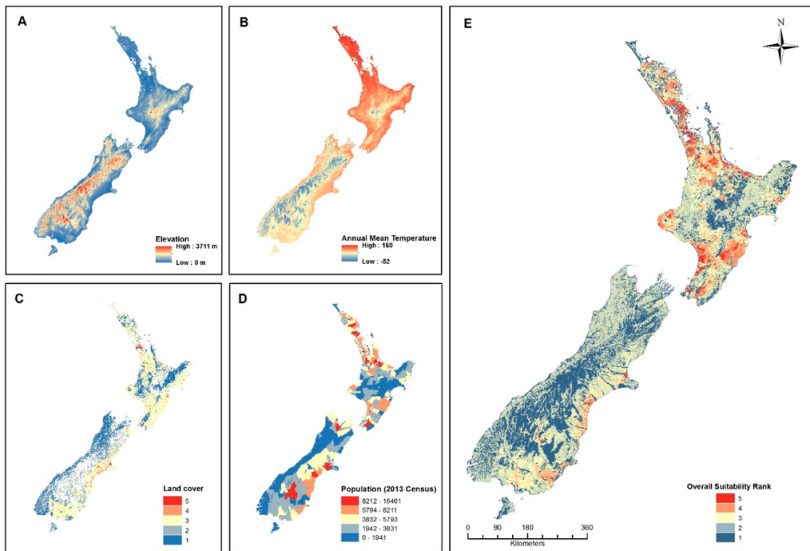 A
Elevation
High : 3711 m
Low : 0 m
B
Annual Mean Temperature
High : 160
Low : -52
C
Land cover
5
4
3
2
1
D
Population (2013 Census)
8212 - 16461
5794 - 8211
3832 - 5793
1942 - 3831
0 - 1941
E
N
Overall Suitability Rank
5
4
3
2
1
0 90 180 360
Kilometers